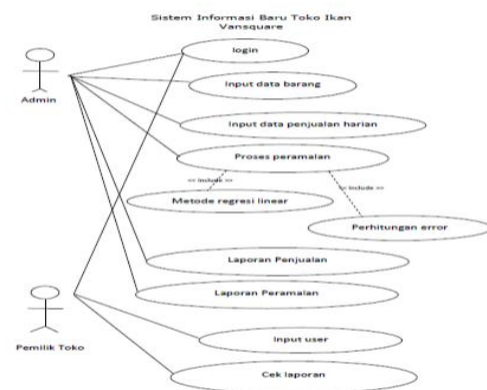 Sistem Informasi Baru Toko Ikan
Vansquare
login
Input data barang
Admin
Input data penjualan harian
Proses peramalan
<< include >>
<< include >>
Metode regresi linear
Perhitungan error
Laporan Penjualan
Laporan Peramalan
Input user
Pemilik Toko
Cek laporan